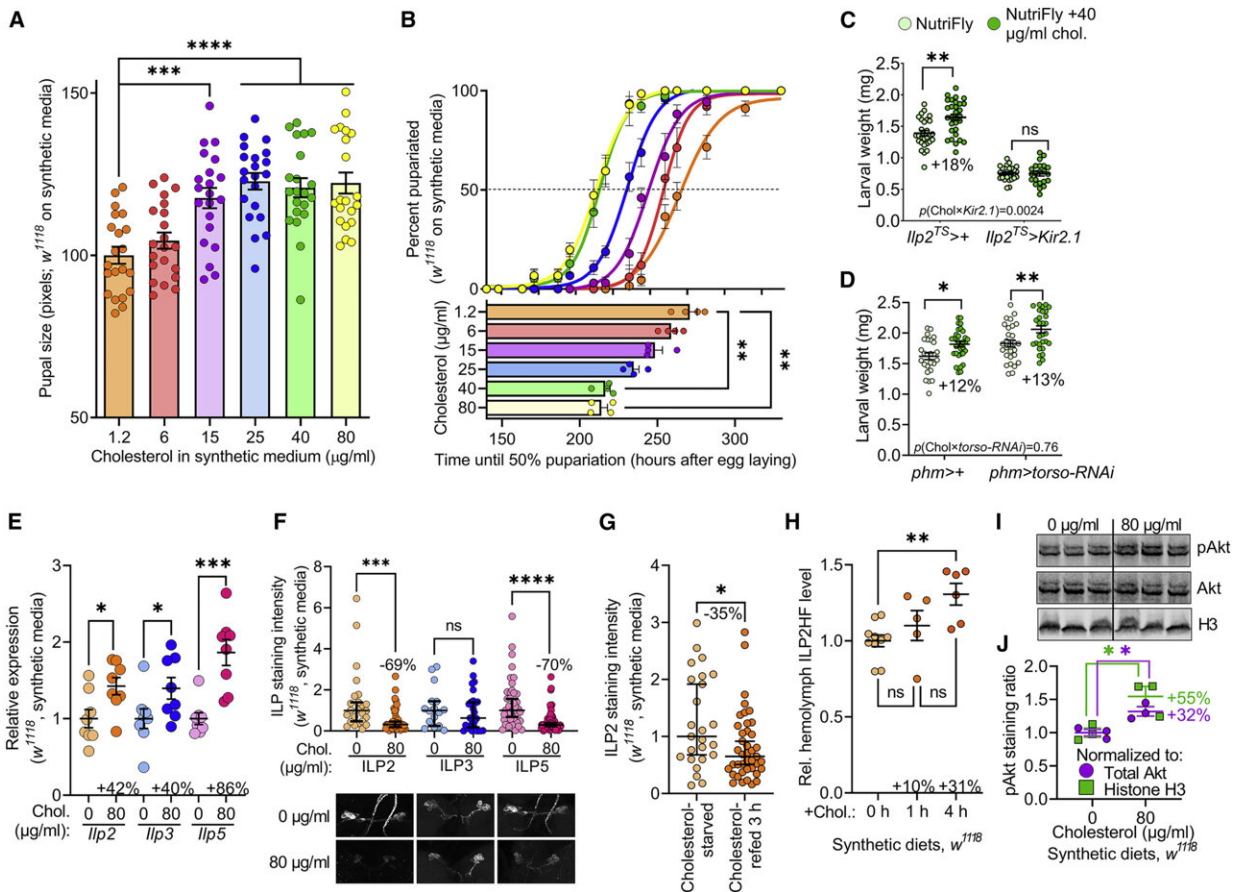 A
****
***
150
100
50
Pupal size (pixels; w1118 on synthetic media)
1.2 6 15 25 40 80
Cholesterol in synthetic medium (µg/ml)
B
100
50
0
Percent pupariated
(w1118 on synthetic media)
Cholesterol (µg/ml)
1.2
6
15
25
40
80
**
**
150 200 250 300
Time until 50% pupariation (hours after egg laying)
NutriFly
NutriFly +40
µg/ml chol.
C
Larval weight (mg)
2.5
2.0
1.5
1.0
0.5
0
**
ns
+18%
p(Chol×Kir2.1)=0.0024
Ilp2TS>+ Ilp2TS>Kir2.1
D
Larval weight (mg)
2.5
2.0
1.5
1.0
0.5
0
*
**
+12%
+13%
p(Chol×torso-RNAi)=0.76
phm>+ phm>torso-RNAi
E
Relative expression
(w1118, synthetic media)
3
2
1
0
*
*
***
+42% +40% +86%
Chol.
(µg/ml):
0 80 0 80 0 80
Ilp2 Ilp3 Ilp5
F
ILP staining intensity
(w1118, synthetic media)
8
6
4
2
0
***
ns
****
-69%
-70%
Chol.
(µg/ml):
0 80 0 80 0 80
ILP2 ILP3 ILP5
0 µg/ml
80 µg/ml
G
ILP2 staining intensity
(w1118, synthetic media)
4
3
2
1
0
*
-35%
Cholesterol-
starved
Cholesterol-
refed 3 h
H
Rel. hemolymph ILP2HF level
**
1.5
1.0
0.5
0.0
ns
ns
+10% +31%
+Chol.: 0 h 1 h 4 h
Synthetic diets, w1118
I
0 µg/ml 80 µg/ml
pAkt
Akt
H3
J
pAkt staining ratio
2.0
1.5
1.0
0.5
0.0
* *
+55%
+32%
Normalized to:
Total Akt
Histone H3
0 80
Cholesterol (µg/ml)
Synthetic diets, w1118